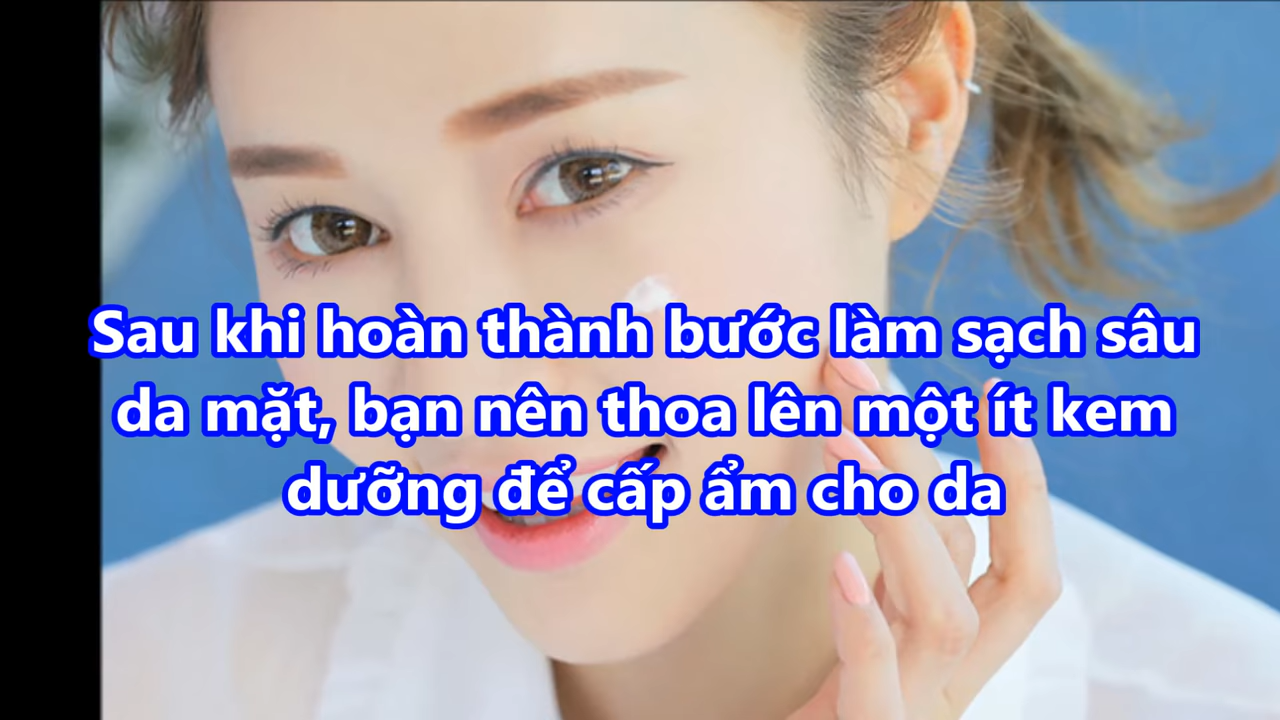 Sau khi hoàn thành bước làm sạch sâu
da mặt, bạn nên thoa lên một ít kem
dưỡng để cấp ẩm cho da